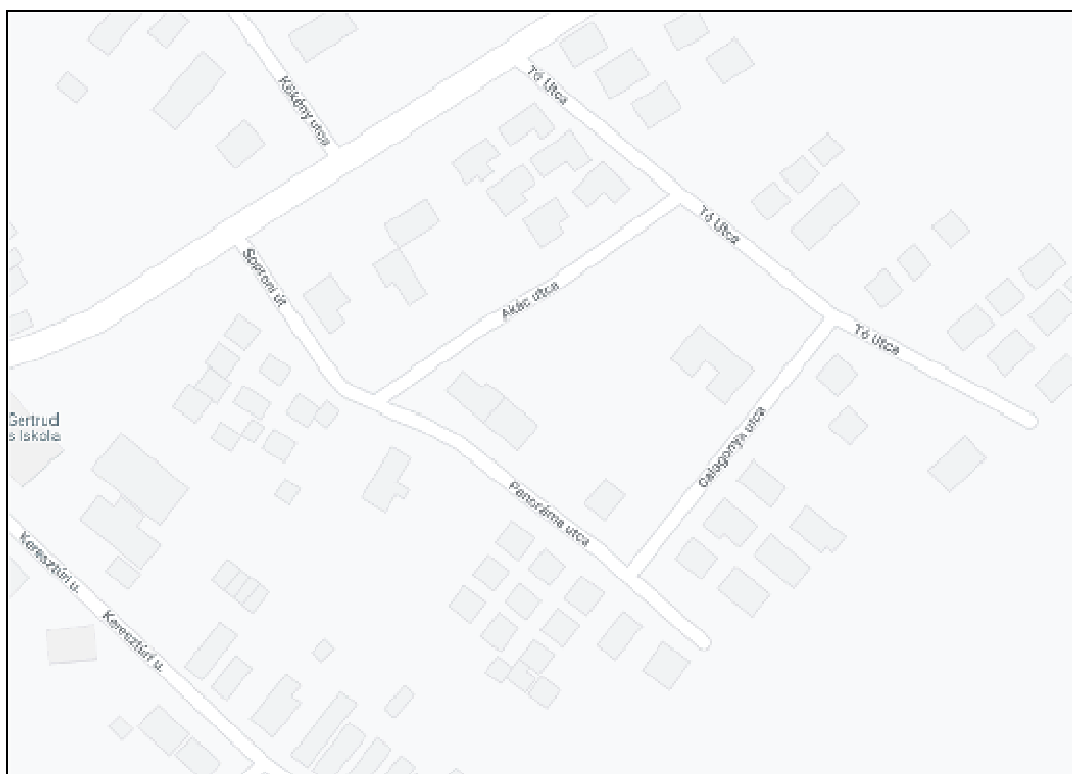 Tó Utca
Kökény utca
Tó Utca
Soproni út
Akác utca
Tó Utca
Gertrud
s Iskola
Galagonya utca
Panoráma utca
Keresztúri u.
Keresztúri u.